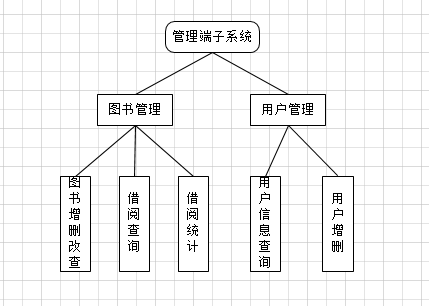 管理端子系统
图书管理
用户管理
图书增删改查
借阅查询
借阅统计
用户信息查询
用户增删